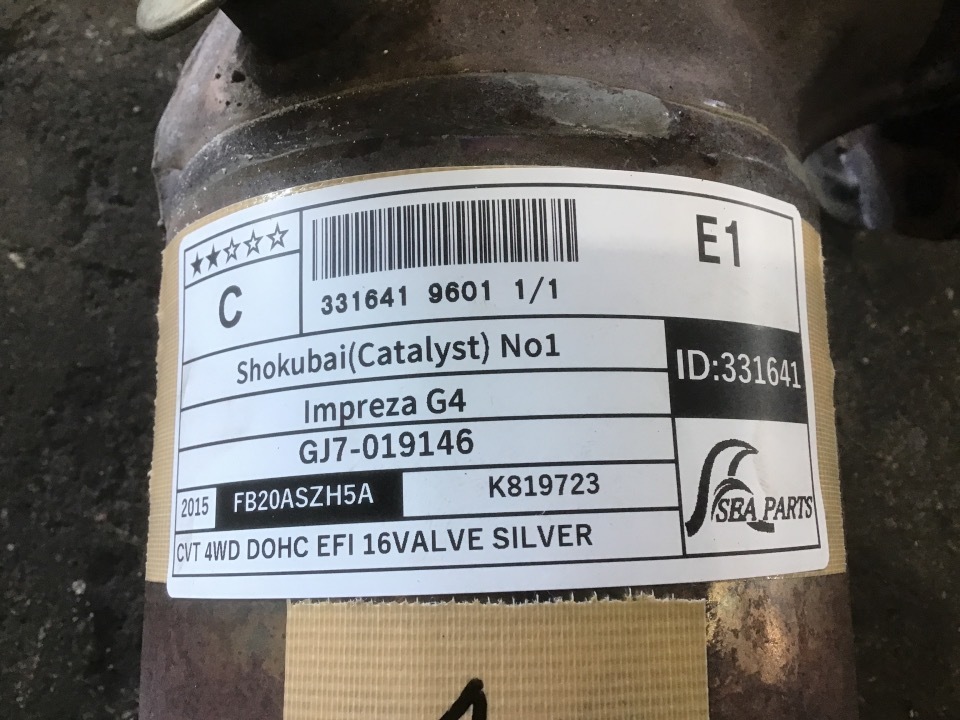 ★★☆☆☆
C
331641 9601 1/1
E1
Shokubai(Catalyst) No1
ID:331641
Impreza G4
GJ7-019146
2015 FB20ASZH5A K819723
SBA PARTS
CVT 4WD DOHC EFI 16VALVE SILVER